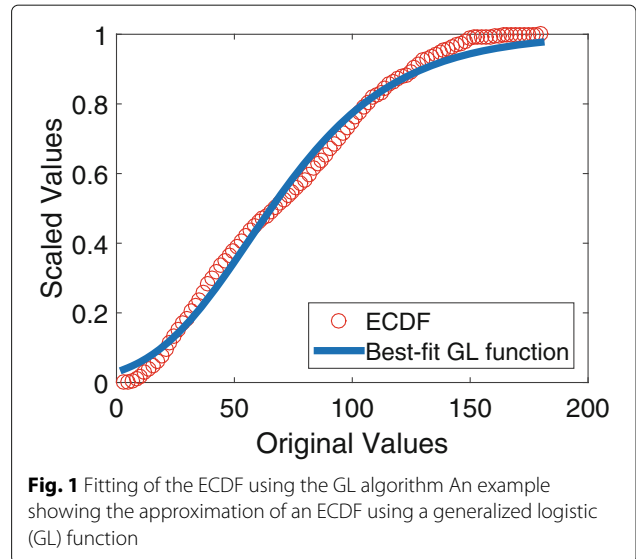 1
0.8
0.6
0.4
0.2
0
Scaled Values
ECDF
Best-fit GL function
0
50
100
150
200
Original Values
Fig. 1 Fitting of the ECDF using the GL algorithm An example
showing the approximation of an ECDF using a generalized logistic
(GL) function